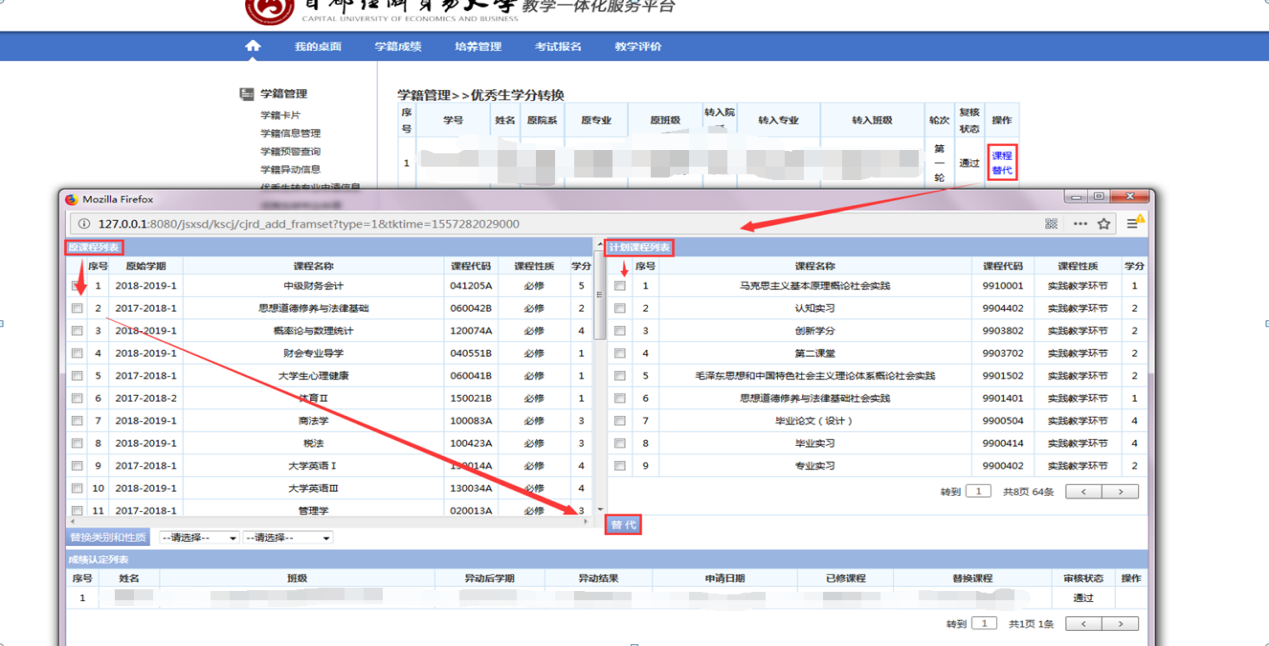 首都经济贸易大学 教学一体化服务平台
CAPITAL UNIVERSITY OF ECONOMICS AND BUSINESS
我的桌面 学籍成绩 培养管理 考试报名 教学评价
学籍管理
学籍卡片
学籍信息管理
学籍预警查询
学籍异动信息
优秀生转专业申请信息
学籍管理>>优秀生学分转换
序号 学号 姓名 原院系 原专业 原班级 转入院 转入专业 转入班级 轮次 复核状态 操作
1 第一轮 通过 课程替代
Mozilla Firefox
127.0.0.1:8080/jsxsd/kscj/cjrd_add_framset?type=1&tktime=1557282029000
原课程列表
序号 原始学期 课程名称 课程代码 课程性质 学分
1 2018-2019-1 中级财务会计 041205A 必修 5
2 2017-2018-1 思想道德修养与法律基础 060042B 必修 2
3 2018-2019-1 概率论与数理统计 120074A 必修 4
4 2018-2019-1 财会专业导学 040551B 必修 1
5 2017-2018-1 大学生心理健康 060041B 必修 1
6 2017-2018-2 体育Ⅱ 150021B 必修 1
7 2018-2019-1 商法学 100083A 必修 3
8 2018-2019-1 税法 100423A 必修 3
9 2017-2018-1 大学英语Ⅰ 130014A 必修 4
10 2018-2019-1 大学英语Ⅲ 130034A 必修 4
11 2017-2018-1 管理学 020013A 必修 3
计划课程列表
序号 课程名称 课程代码 课程性质 学分
1 马克思主义基本原理概论社会实践 9910001 实践教学环节 1
2 认知实习 9904402 实践教学环节 2
3 创新学分 9903802 实践教学环节 2
4 第二课堂 9903702 实践教学环节 2
5 毛泽东思想和中国特色社会主义理论体系概论社会实践 9901502 实践教学环节 2
6 思想道德修养与法律基础社会实践 9901401 实践教学环节 1
7 毕业论文（设计） 9900504 实践教学环节 4
8 毕业实习 9900414 实践教学环节 4
9 专业实习 9900402 实践教学环节 2
转到 1 共8页 64条 < >
替 代
替换类别和性质 --请选择-- --请选择--
成绩认定列表
序号 姓名 班级 异动后学期 异动结果 申请日期 已修课程 替换课程 审核状态 操作
1 通过
转到 1 共1页 1条 < >